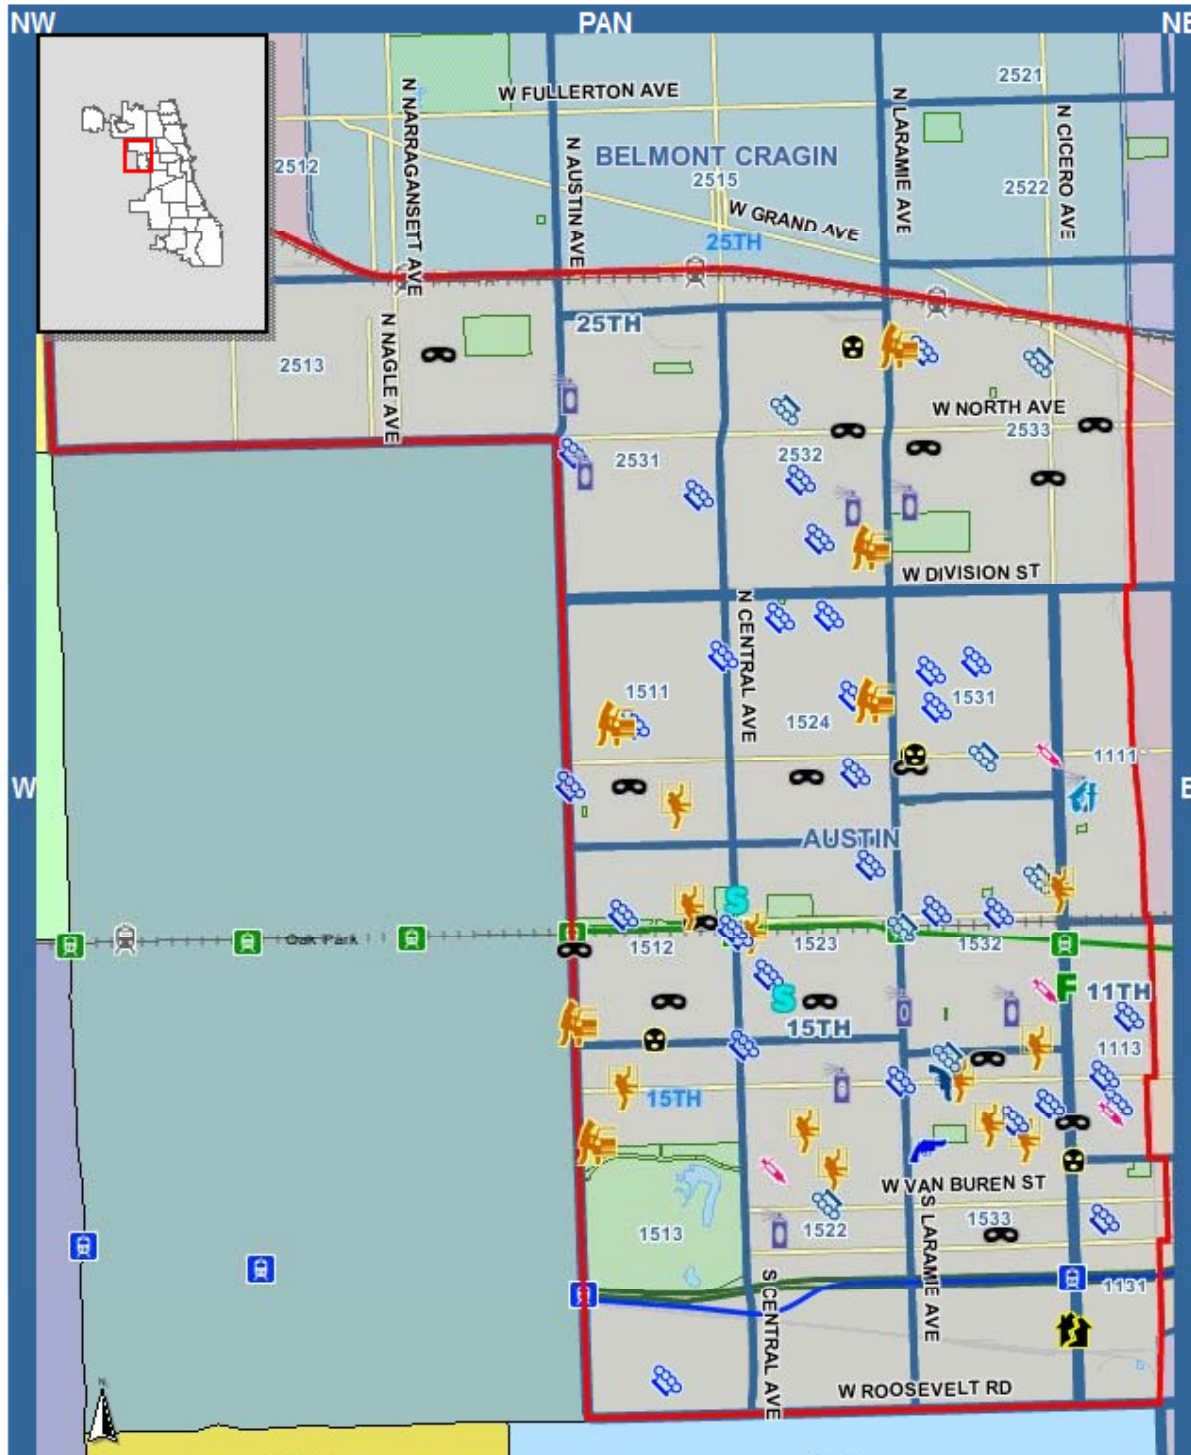 NW
PAN
NE
W FULLERTON AVE
N NARRAGANSETT AVE
N AUSTIN AVE
N LARAMIE AVE
N CICERO AVE
2521
2512
BELMONT CRAGIN
2515
2522
W GRAND AVE
25TH
25TH
2513
N NAGLE AVE
W NORTH AVE
2533
2531
2532
W DIVISION ST
N CENTRAL AVE
1511
1524
1531
1111
W
E
AUSTIN
S
Oak Park
1512
1523
1532
S
F
11TH
15TH
1113
15TH
W VAN BUREN ST
1513
1522
S LARAMIE AVE
1533
1131
S CENTRAL AVE
W ROOSEVELT RD
N